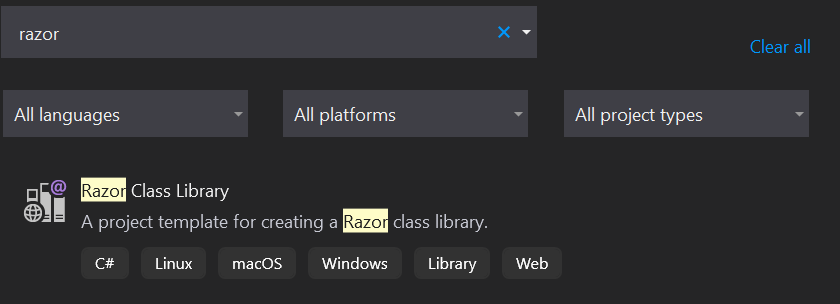 razor
Clear all
All languages All platforms All project types
Razor Class Library
A project template for creating a Razor class library.
C# Linux macOS Windows Library Web